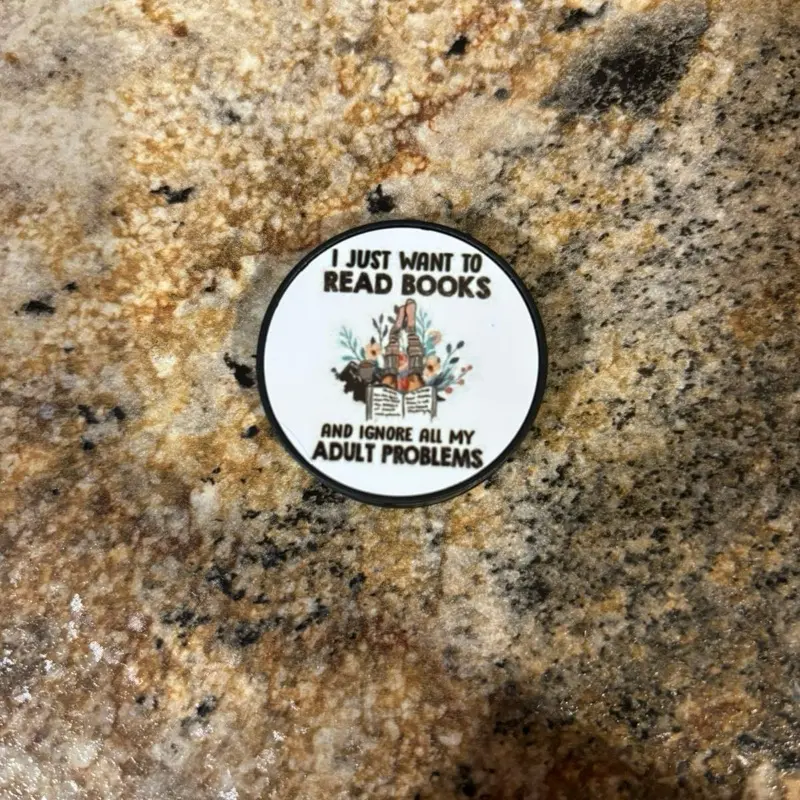 I JUST WANT TO
READ BOOKS
AND IGNORE ALL MY
ADULT PROBLEMS